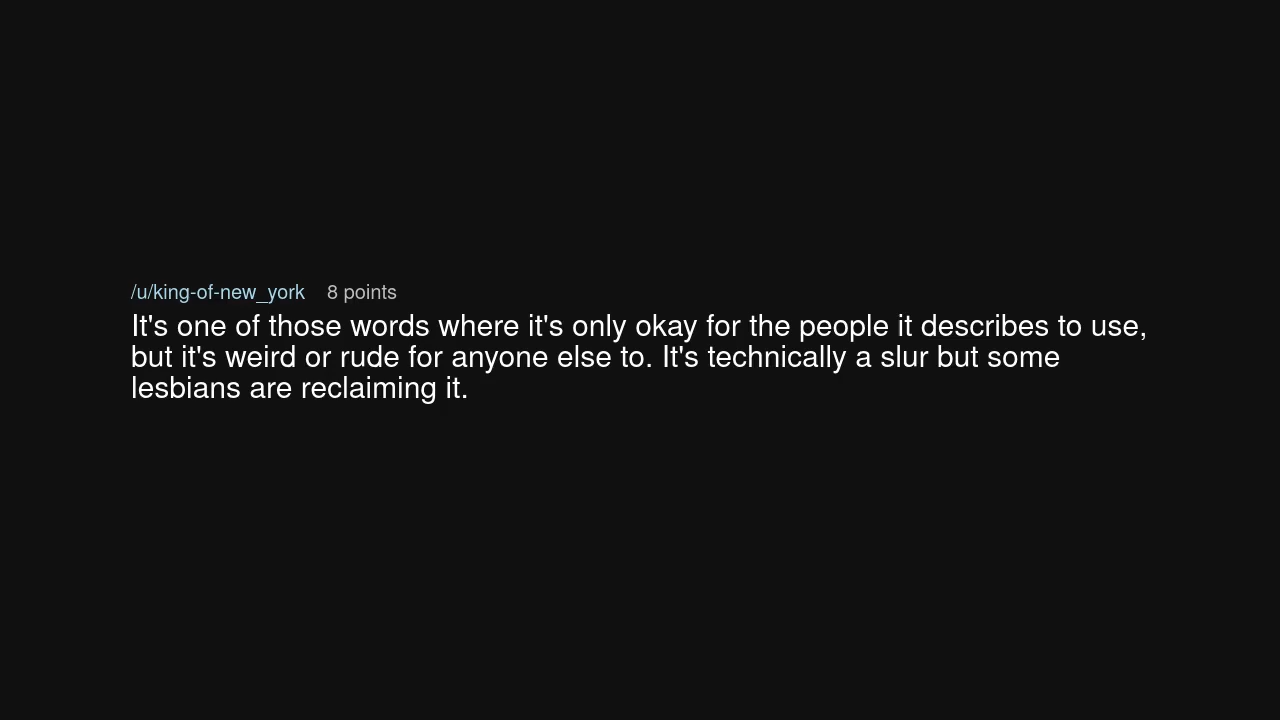 /u/king-of-new_york 8 points
It's one of those words where it's only okay for the people it describes to use,
but it's weird or rude for anyone else to. It's technically a slur but some
lesbians are reclaiming it.